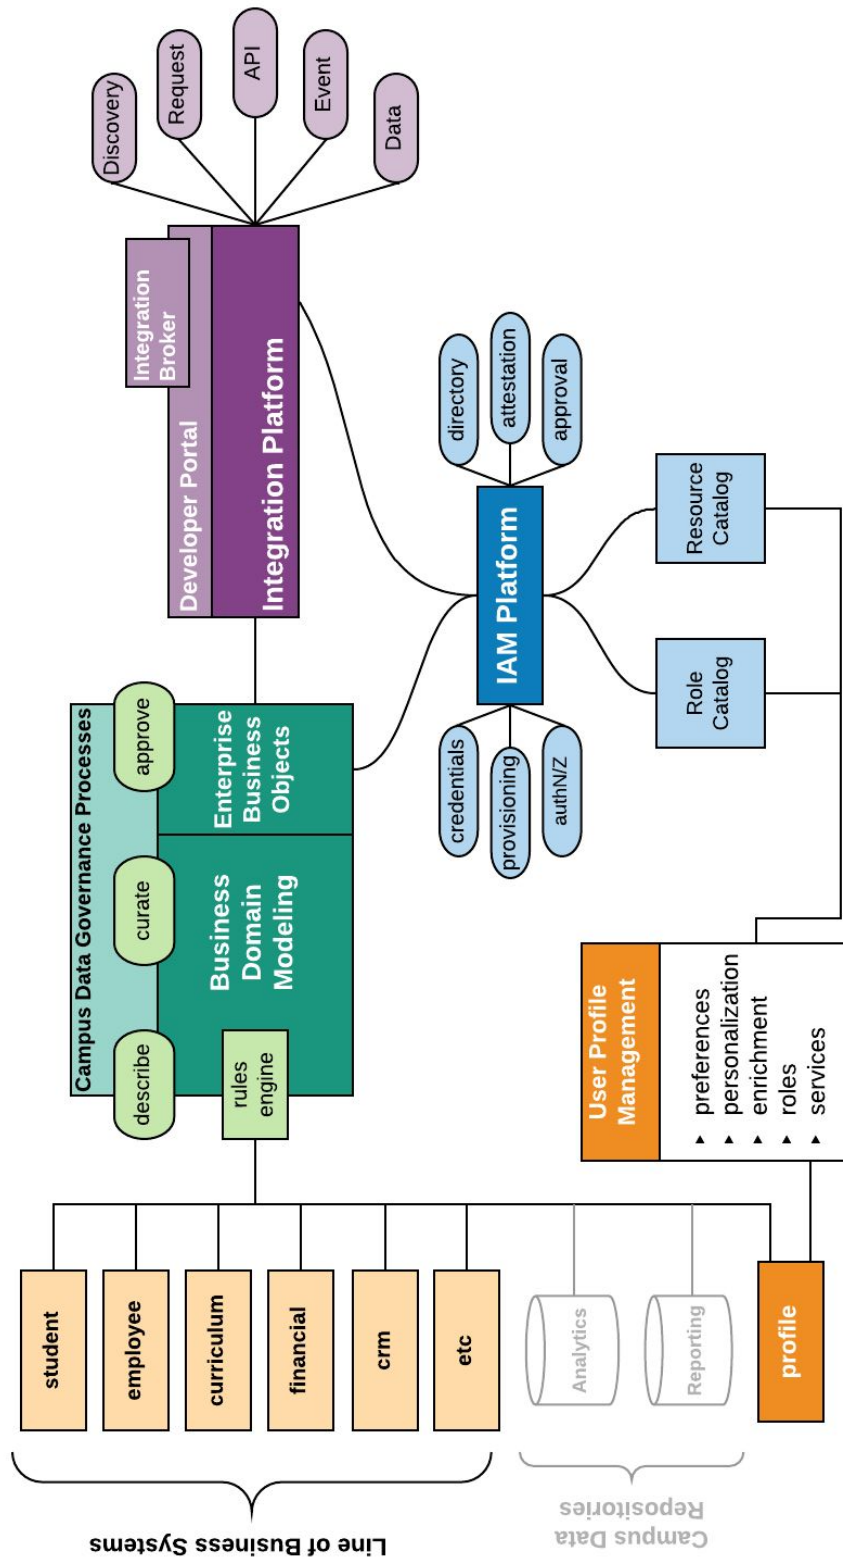 Line of Business Systems
student
employee
curriculum
financial
crm
etc
Campus Data
Repositories
Analytics
Reporting
profile
Campus Data Governance Processes
describe
curate
approve
rules
engine
Business
Domain
Modeling
Enterprise
Business
Objects
User Profile
Management
▸ preferences
▸ personalization
▸ enrichment
▸ roles
▸ services
Integration
Broker
Developer Portal
Integration Platform
Discovery
Request
API
Event
Data
IAM Platform
credentials
provisioning
authN/Z
directory
attestation
approval
Role
Catalog
Resource
Catalog